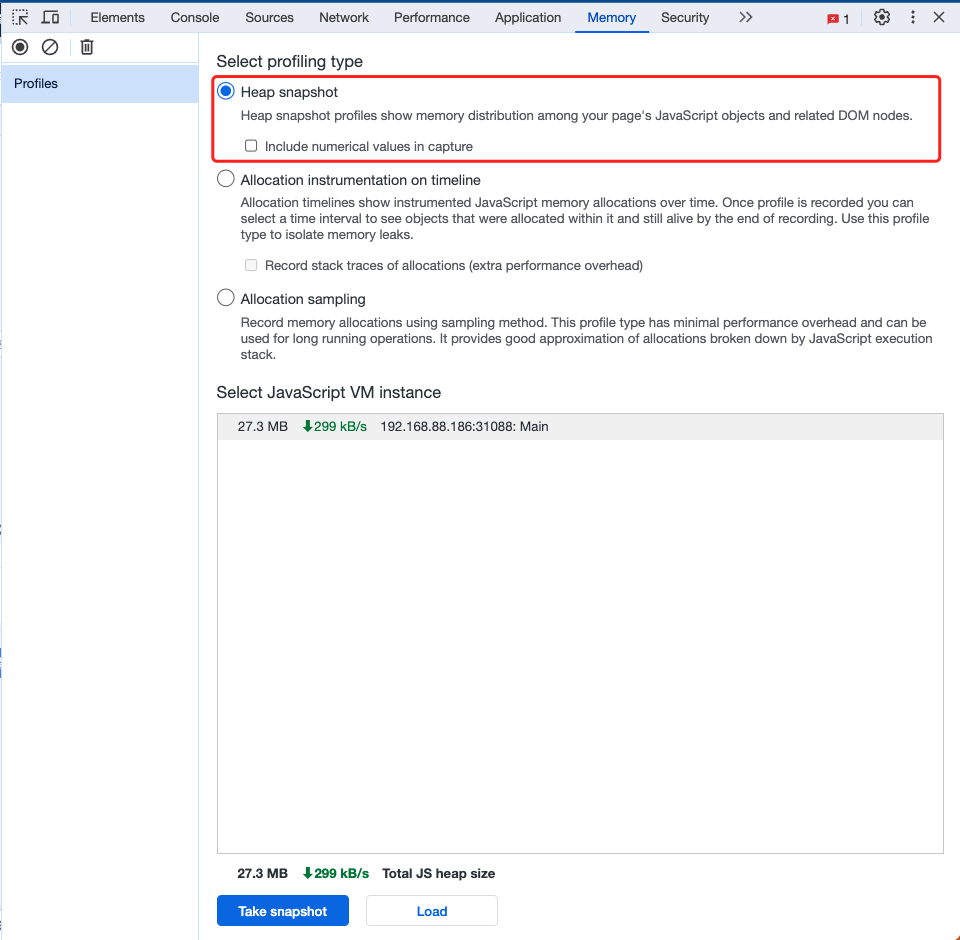 Elements Console Sources Network Performance Application Memory Security 1
Profiles
Select profiling type
Heap snapshot
Heap snapshot profiles show memory distribution among your page's JavaScript objects and related DOM nodes.
Include numerical values in capture
Allocation instrumentation on timeline
Allocation timelines show instrumented JavaScript memory allocations over time. Once profile is recorded you can
select a time interval to see objects that were allocated within it and still alive by the end of recording. Use this profile
type to isolate memory leaks.
Record stack traces of allocations (extra performance overhead)
Allocation sampling
Record memory allocations using sampling method. This profile type has minimal performance overhead and can be
used for long running operations. It provides good approximation of allocations broken down by JavaScript execution
stack.
Select JavaScript VM instance
27.3 MB 299 kB/s 192.168.88.186:31088: Main
27.3 MB 299 kB/s Total JS heap size
Take snapshot Load